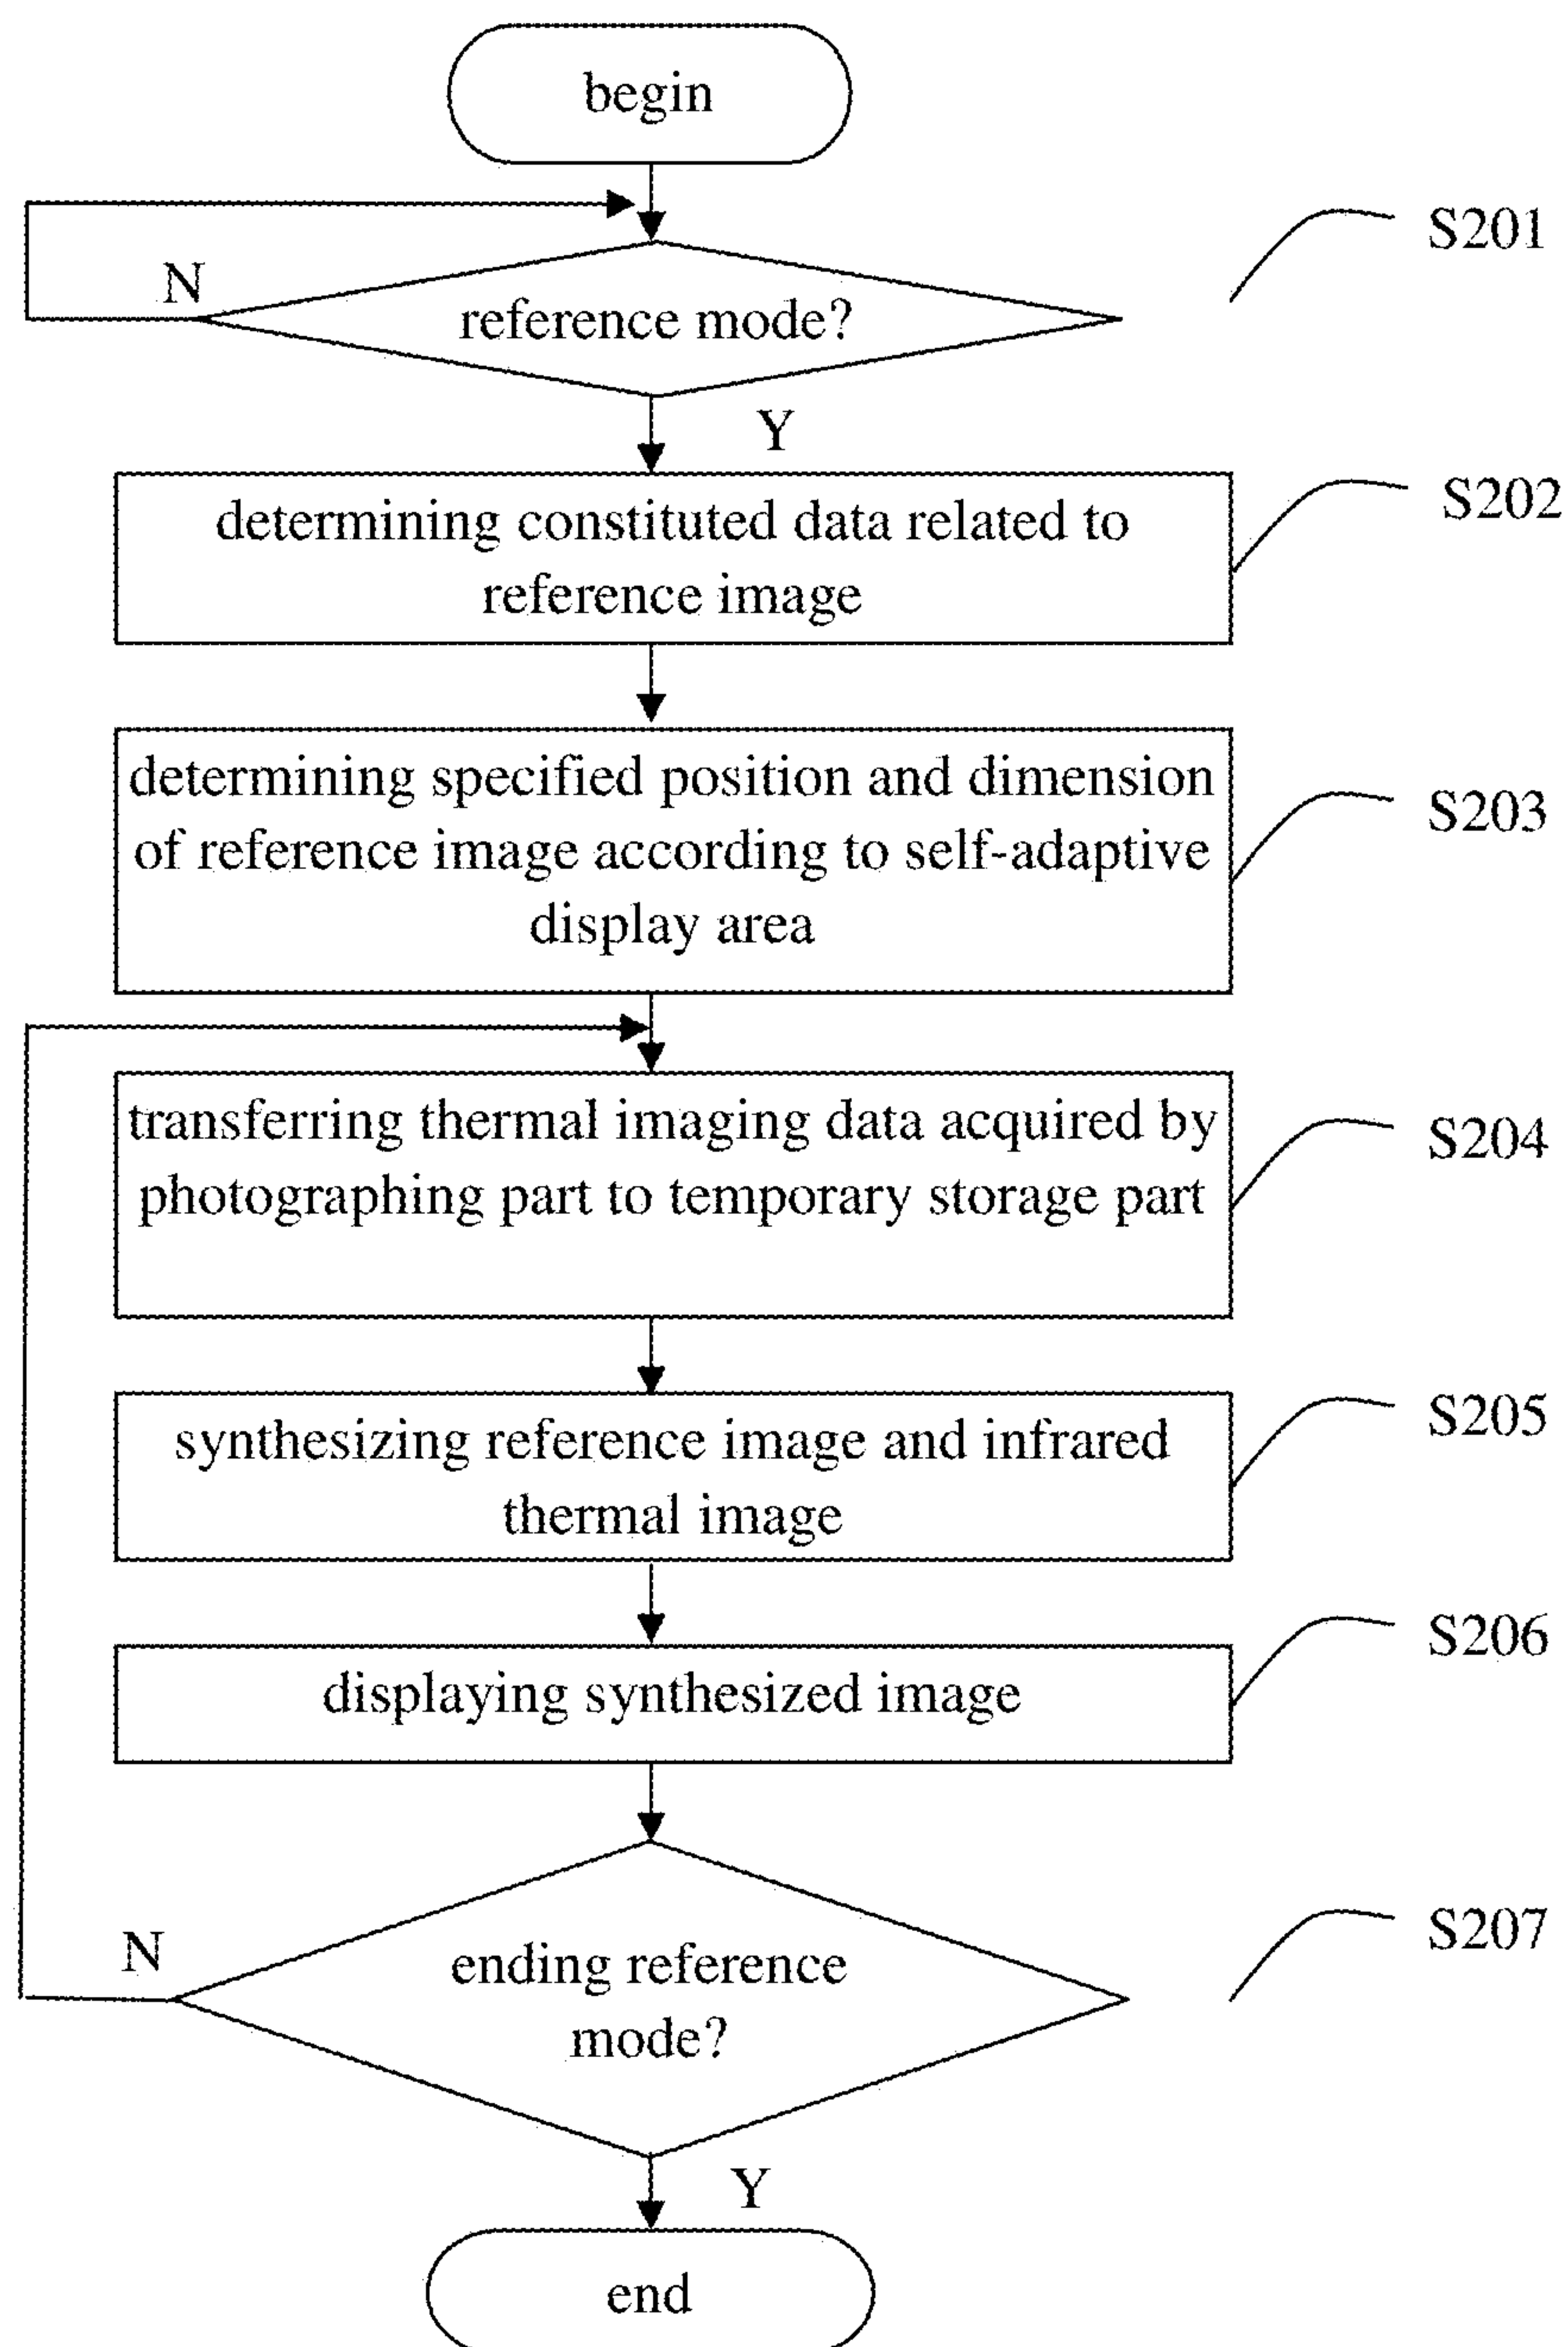 begin
S201
N
reference mode?
Y
S202
determining constituted data related to
reference image
determining specified position and dimension
S203
of reference image according to self-adaptive
display area
transferring thermal imaging data acquired by
S204
photographing part to temporary storage part
S205
synthesizing reference image and infrared
thermal image
S206
displaying synthesized image
S207
N
ending reference
mode?
Y
end